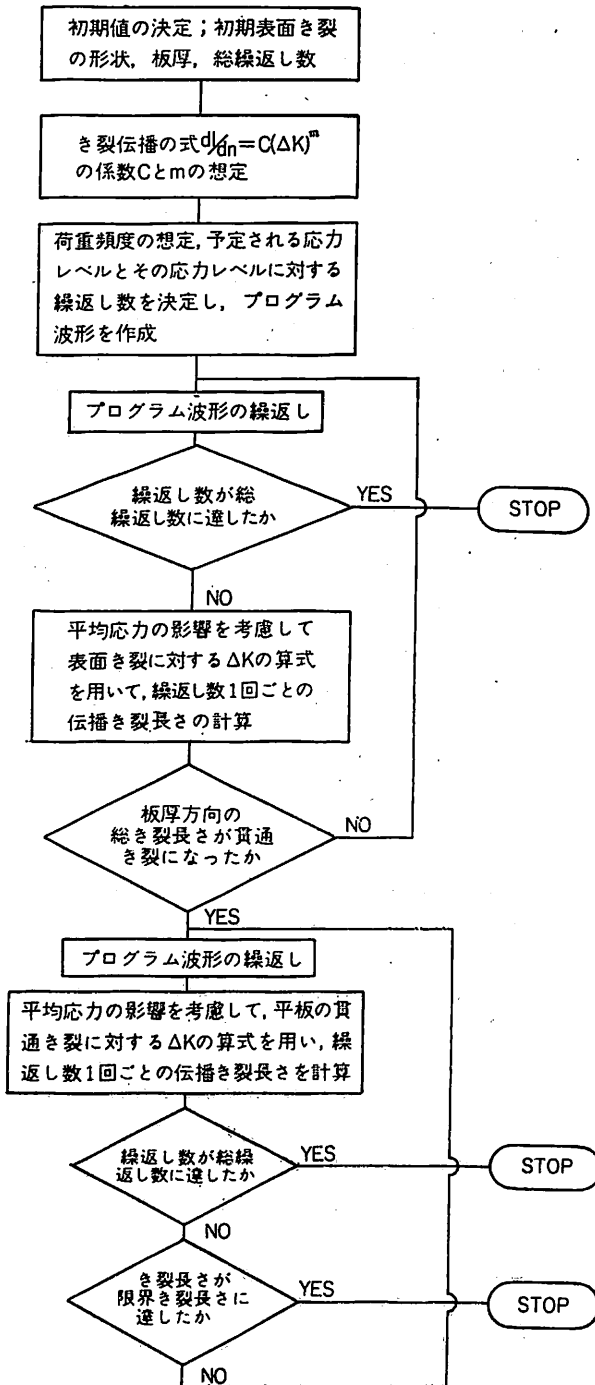 初期値の決定；初期表面き裂
の形状，板厚，総繰返し数
き裂伝播の式dl/dn=C(ΔK)^m
の係数Cとmの想定
荷重頻度の想定，予定される応力
レベルとその応力レベルに対する
繰返し数を決定し，プログラム
波形を作成
プログラム波形の繰返し
繰返し数が総
繰返し数に達したか
YES
STOP
NO
平均応力の影響を考慮して
表面き裂に対するΔKの算式
を用いて，繰返し数1回ごとの
伝播き裂長さの計算
板厚方向の
総き裂長さが貫通
き裂になったか
NO
YES
プログラム波形の繰返し
平均応力の影響を考慮して，平板の貫
通き裂に対するΔKの算式を用い，繰
返し数1回ごとの伝播き裂長さを計算
繰返し数が総繰
返し数に達したか
YES
STOP
NO
き裂長さが
限界き裂長さに
達したか
YES
STOP
NO